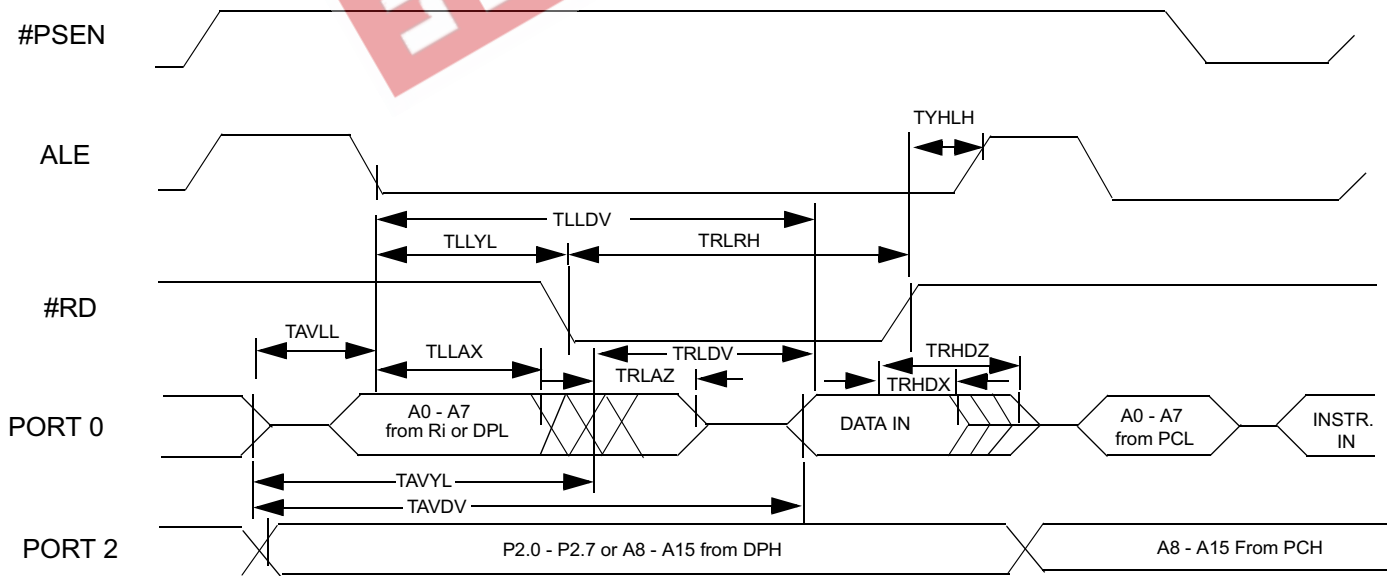 #PSEN
TYHLH
ALE
TLLDV
TLLYL
TRLRH
#RD
TAVLL
TLLAX
TRLDV
TRHDZ
TRLAZ
TRHDX
PORT 0
A0 - A7
from Ri or DPL
DATA IN
A0 - A7
from PCL
INSTR.
IN
TAVYL
TAVDV
PORT 2
P2.0 - P2.7 or A8 - A15 from DPH
A8 - A15 From PCH